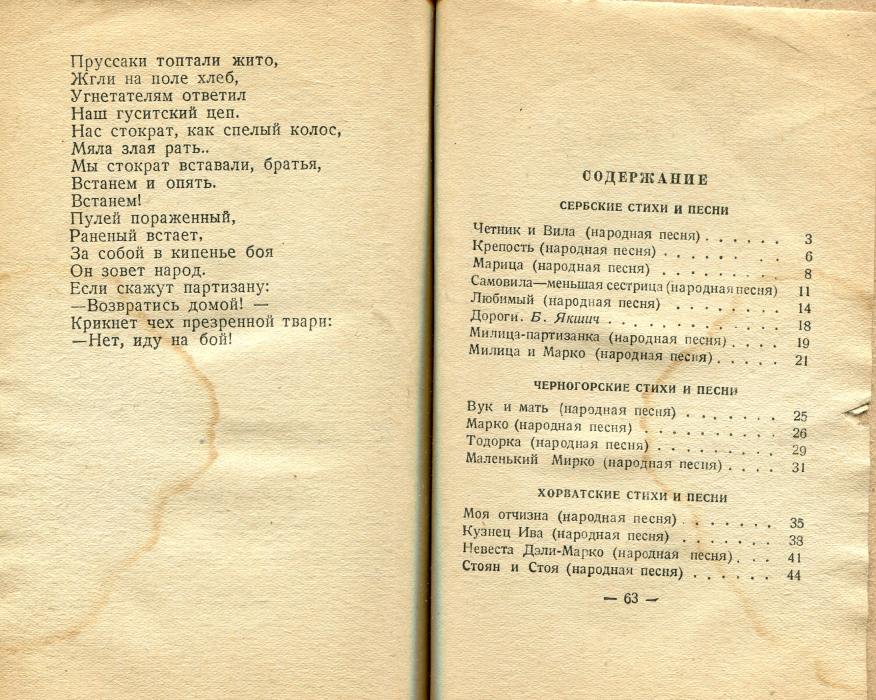 Пруссаки топтали жито,
Жгли на поле хлеб,
Угнетателям ответил
Наш гуситский цеп.
Нас стократ, как спелый колос,
Мяла злая рать..
Мы стократ вставали, братья,
Встанем и опять.
Встанем!
Пулей пораженный,
Раненый встает,
За собой в кипенье боя
Он зовет народ.
Если скажут партизану:
—Возвратись домой! —
Крикнет чех презренной твари:
—Нет, иду на бой!
СОДЕРЖАНИЕ
СЕРБСКИЕ СТИХИ И ПЕСНИ
Четник и Вила (народная песня) . . . . . . 3
Крепость (народная песня) . . . . . . . 6
Марица (народная песня) . . . . . . . 8
Самовила—меньшая сестрица (народная песня) 11
Любимый (народная песня) . . . . . . 14
Дороги. Б. Якшич . . . . . . . . . 18
Милица-партизанка (народная песня) . . . . 19
Милица и Марко (народная песня) . . . . 21
ЧЕРНОГОРСКИЕ СТИХИ И ПЕСНИ
Вук и мать (народная песня) . . . . . . 25
Марко (народная песня) . . . . . . . . 26
Тодорка (народная песня) . . . . . . . 29
Маленький Мирко (народная песня) . . . . 31
ХОРВАТСКИЕ СТИХИ И ПЕСНИ
Моя отчизна (народная песня) . . . . . . 35
Кузнец Ива (народная песня) . . . . . . 38
Невеста Дэли-Марко (народная песня) . . . 41
Стоян и Стоя (народная песня) . . . . . . 44
— 63 —